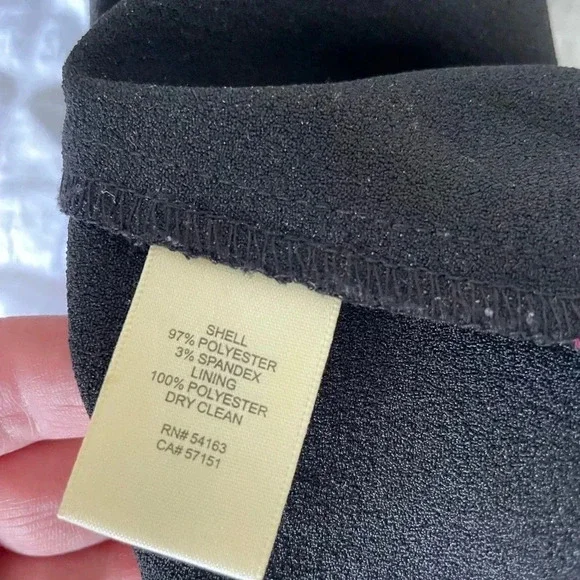 SHELL
97% POLYESTER
3% SPANDEX
LINING
100% POLYESTER
DRY CLEAN
RN# 54163
CA# 57151